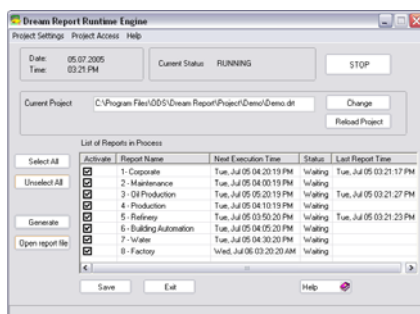 Dream Report Runtime Engine
Project Settings Project Access Help
Date: 05.07.2005
Time: 03:21 PM
Current Status RUNNING
STOP
Current Project C:\Program Files\ODS\Dream Report\Project\Demo\Demo.drt
Change
Reload Project
List of Reports in Process
Select All
Unselect All
Generate
Open report file
Activate Report Name Next Execution Time Status Last Report Time
1 - Corporate Tue, Jul 05 04:20:19 PM Waiting Tue, Jul 05 03:21:17 PM
2 - Maintenance Tue, Jul 05 04:00:19 PM Waiting
3 - Oil Production Tue, Jul 05 05:20:19 PM Waiting Tue, Jul 05 03:21:27 PM
4 - Production Tue, Jul 05 04:10:19 PM Waiting
5 - Refinery Tue, Jul 05 03:50:20 PM Waiting Tue, Jul 05 03:21:23 PM
6 - Building Automation Tue, Jul 05 04:05:20 PM Waiting
7 - Water Tue, Jul 05 04:30:20 PM Waiting
8 - Factory Wed, Jul 06 03:20:20 AM Waiting
Save Exit Help